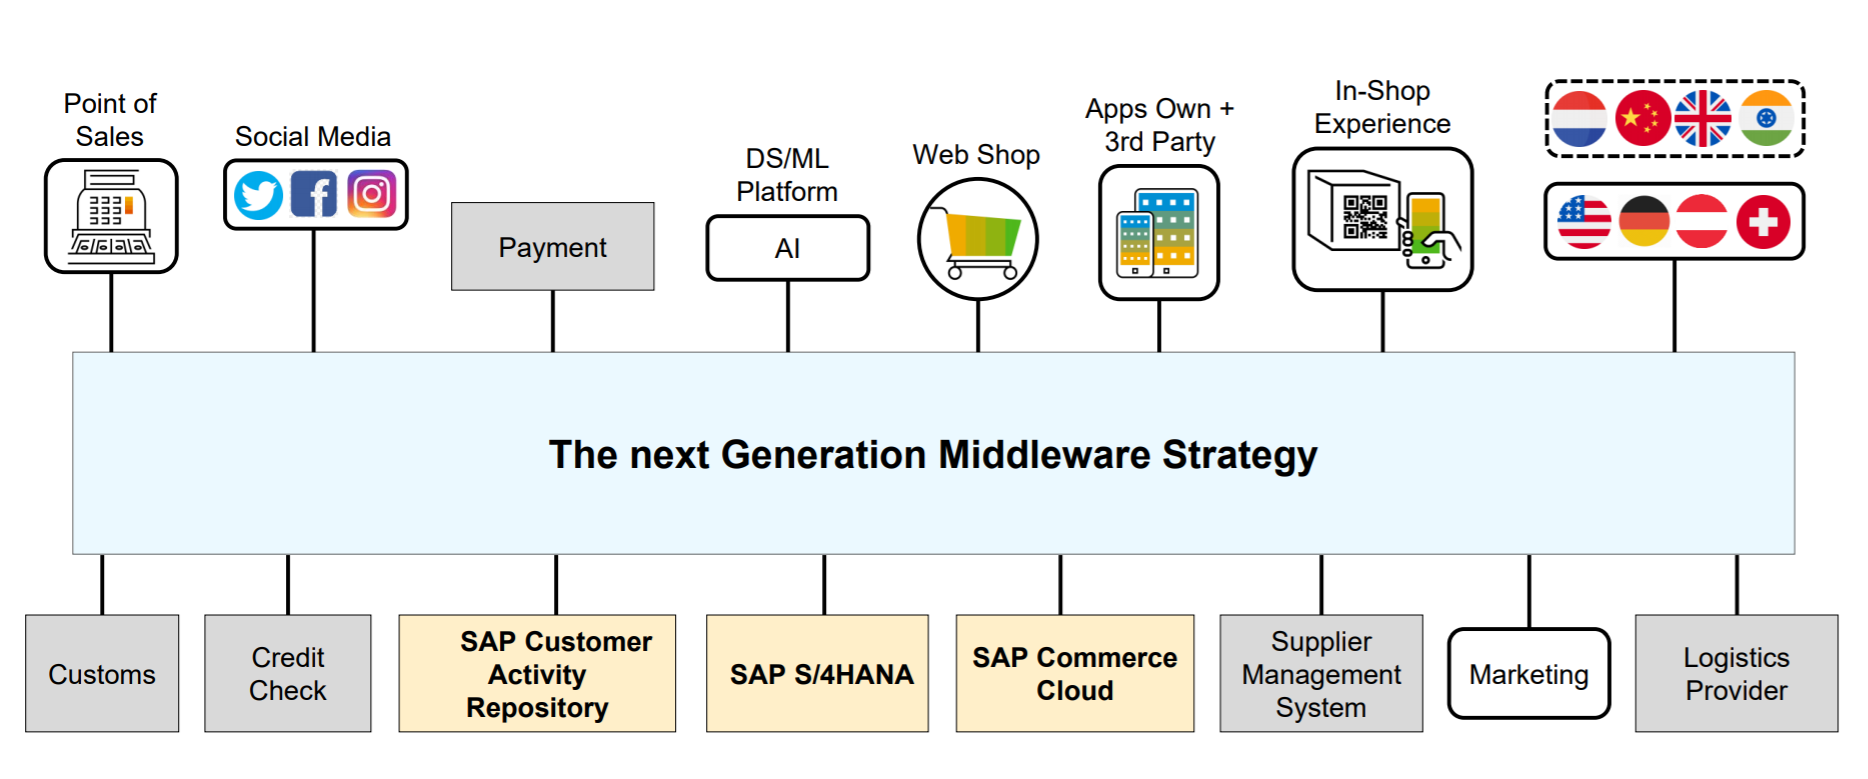 Point of
Sales
Social Media
Payment
DS/ML
Platform
AI
Web Shop
Apps Own +
3rd Party
In-Shop
Experience
The next Generation Middleware Strategy
Customs
Credit
Check
SAP Customer
Activity
Repository
SAP S/4HANA
SAP Commerce
Cloud
Supplier
Management
System
Marketing
Logistics
Provider